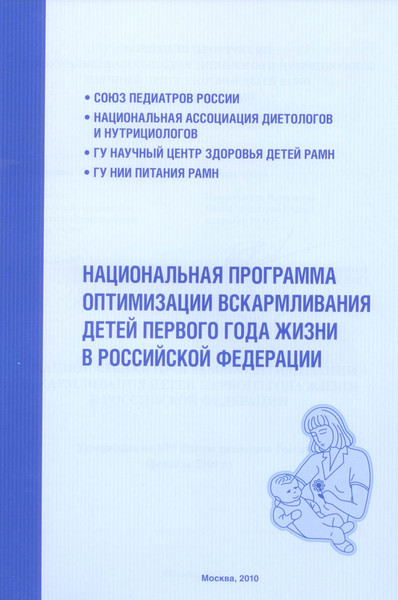 • СОЮЗ ПЕДИАТРОВ РОССИИ
• НАЦИОНАЛЬНАЯ АССОЦИАЦИЯ ДИЕТОЛОГОВ
И НУТРИЦИОЛОГОВ
• ГУ НАУЧНЫЙ ЦЕНТР ЗДОРОВЬЯ ДЕТЕЙ РАМН
• ГУ НИИ ПИТАНИЯ РАМН
НАЦИОНАЛЬНАЯ ПРОГРАММА
ОПТИМИЗАЦИИ ВСКАРМЛИВАНИЯ
ДЕТЕЙ ПЕРВОГО ГОДА ЖИЗНИ
В РОССИЙСКОЙ ФЕДЕРАЦИИ
Москва, 2010